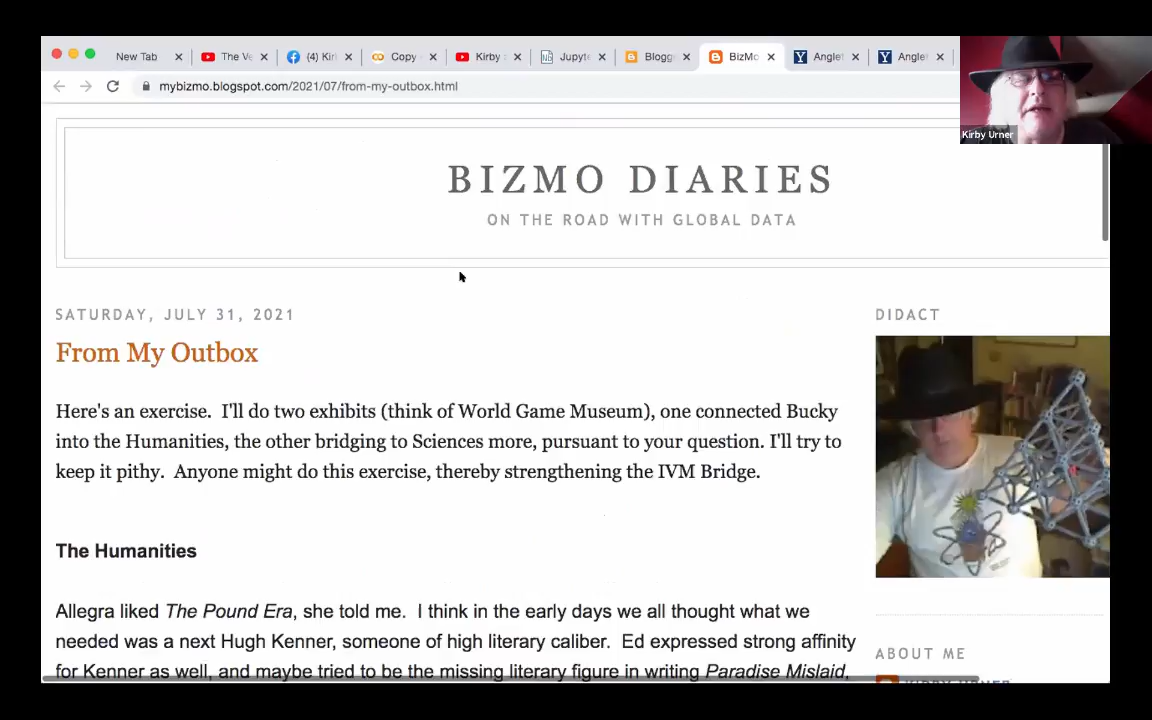 New Tab
The Ve
(4) Kir
Copy
Kirby a
Jupyte
Blogg
BizMo
Anglet
Anglet
mybizmo.blogspot.com/2021/07/from-my-outbox.html
Kirby Urner
BIZMO DIARIES
ON THE ROAD WITH GLOBAL DATA
SATURDAY, JULY 31, 2021
DIDACT
From My Outbox
Here's an exercise. I'll do two exhibits (think of World Game Museum), one connected Bucky
into the Humanities, the other bridging to Sciences more, pursuant to your question. I'll try to
keep it pithy. Anyone might do this exercise, thereby strengthening the IVM Bridge.
The Humanities
Allegra liked The Pound Era, she told me. I think in the early days we all thought what we
needed was a next Hugh Kenner, someone of high literary caliber. Ed expressed strong affinity
for Kenner as well, and maybe tried to be the missing literary figure in writing Paradise Mislaid,
ABOUT ME